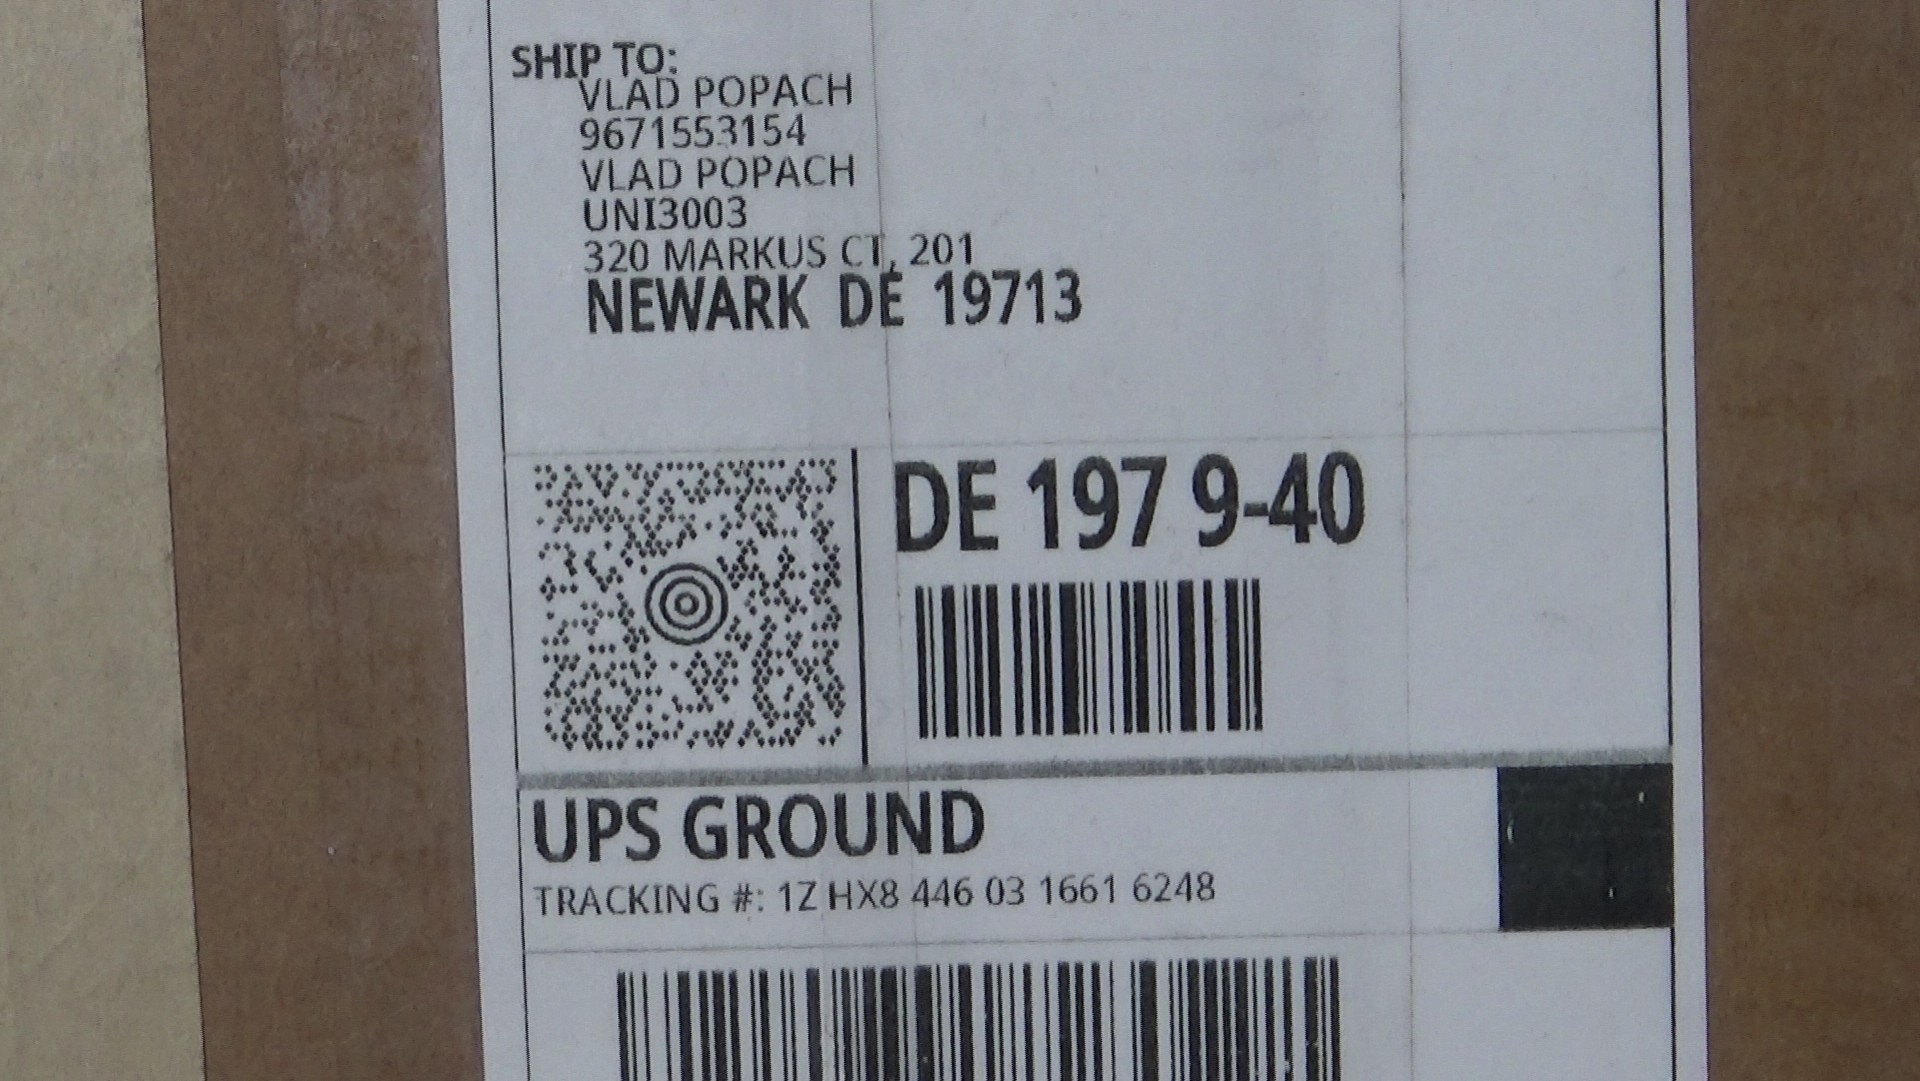 SHIP TO:
VLAD POPACH
9671553154
VLAD POPACH
UNI3003
320 MARKUS CT, 201
NEWARK DE 19713
DE 197 9-40
UPS GROUND
TRACKING #: 1Z HX8 446 03 1661 6248